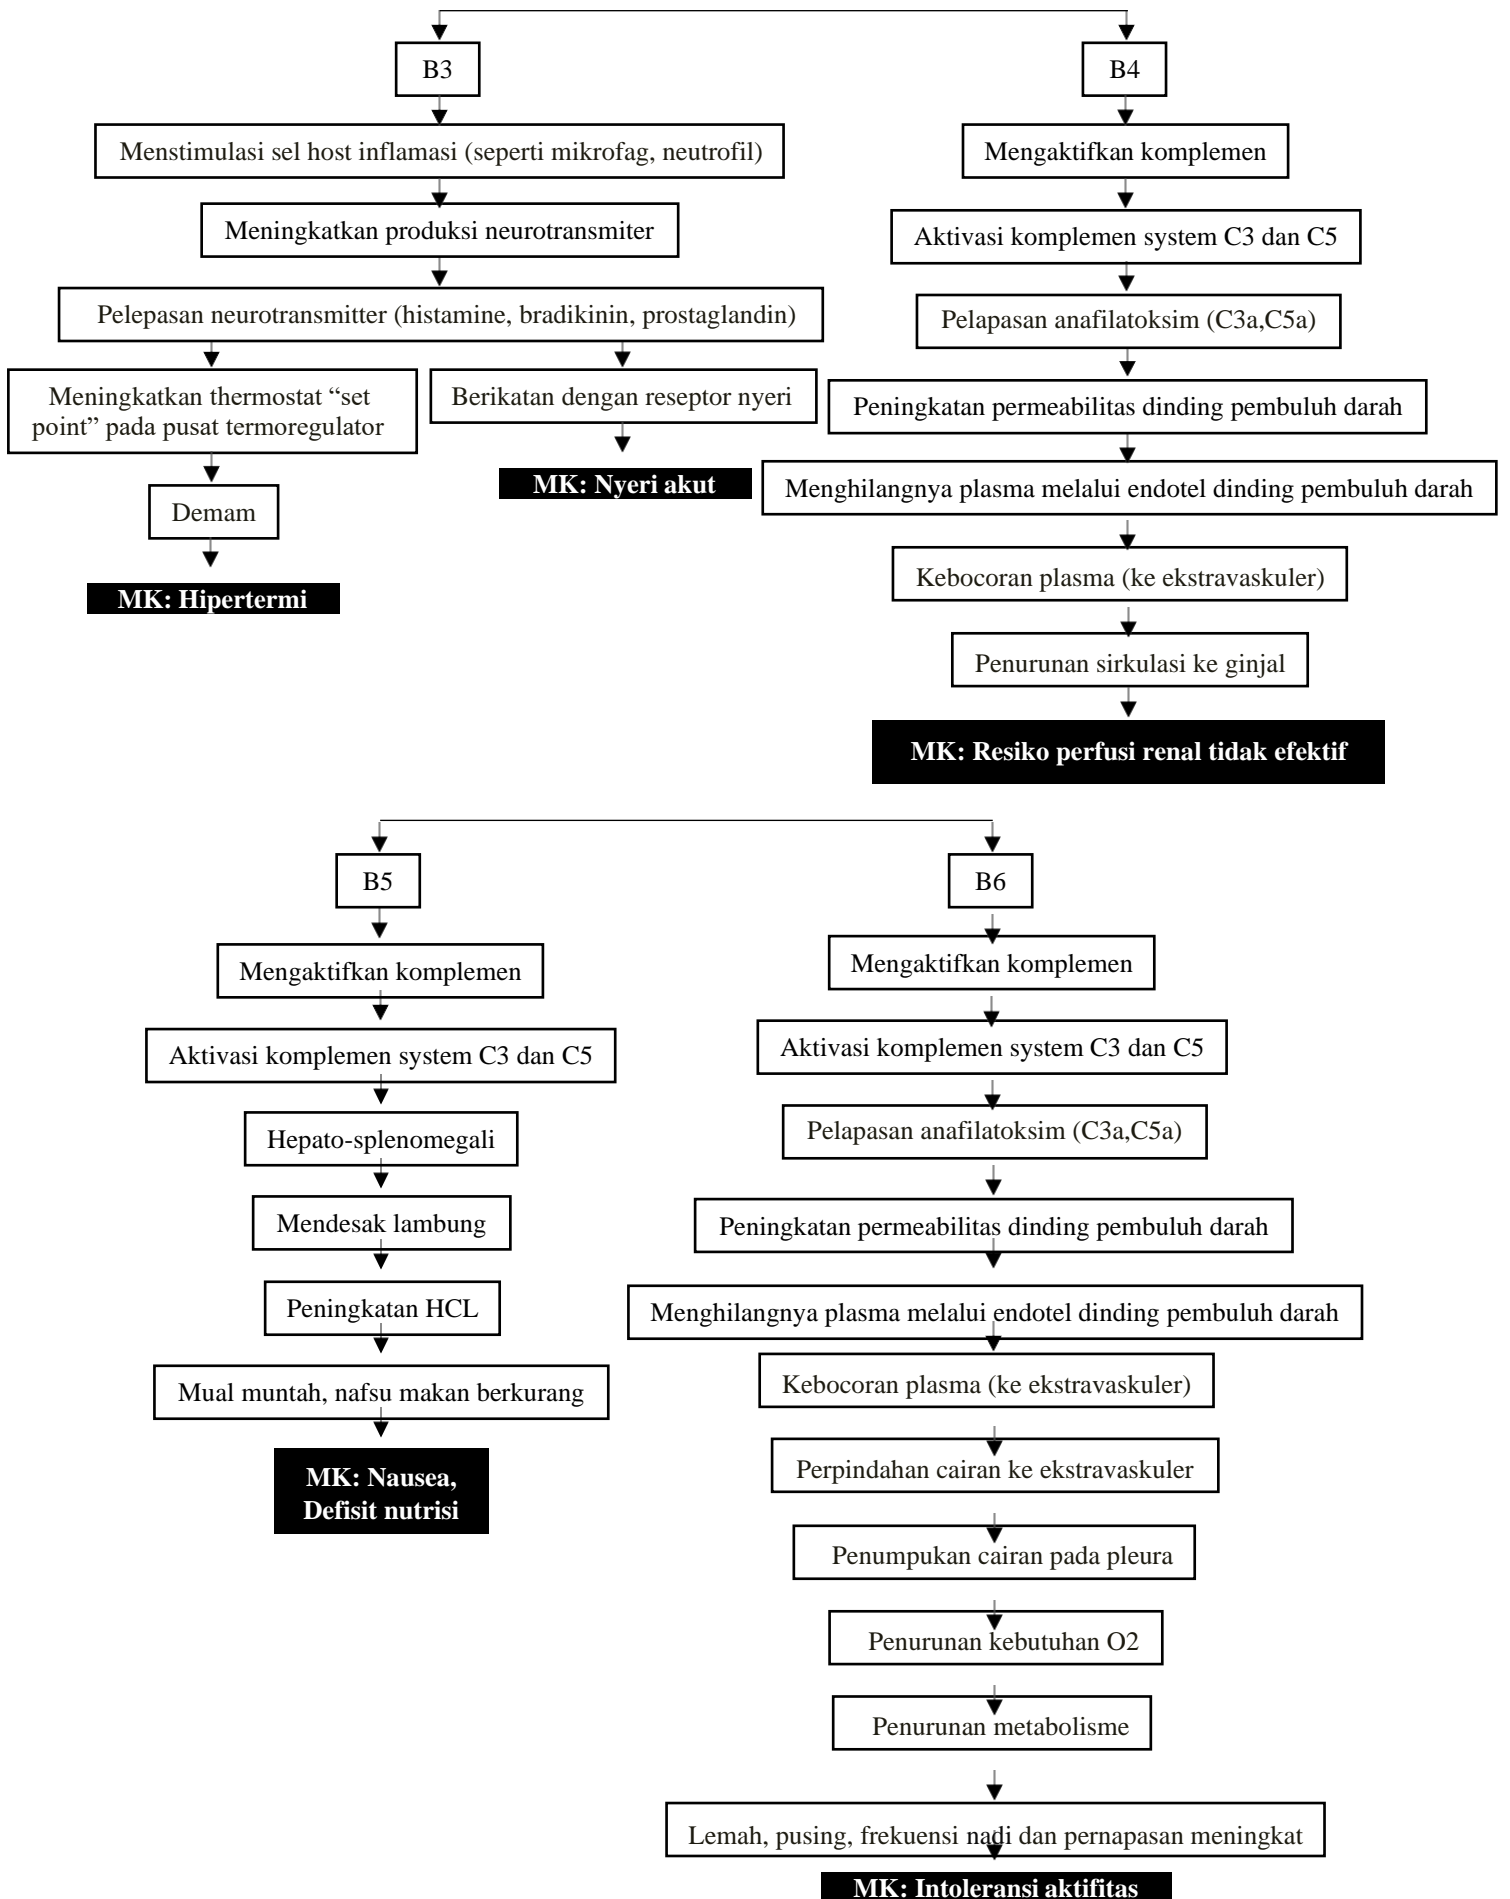 B3
Menstimulasi sel host inflamasi (seperti mikrofag, neutrofil)
Meningkatkan produksi neurotransmiter
Pelepasan neurotransmitter (histamine, bradikinin, prostaglandin)
Meningkatkan thermostat “set
point” pada pusat termoregulator
Demam
MK: Hipertermi
Berikatan dengan reseptor nyeri
MK: Nyeri akut
B4
Mengaktifkan komplemen
Aktivasi komplemen system C3 dan C5
Pelapasan anafilatoksim (C3a,C5a)
Peningkatan permeabilitas dinding pembuluh darah
Menghilangnya plasma melalui endotel dinding pembuluh darah
Kebocoran plasma (ke ekstravaskuler)
Penurunan sirkulasi ke ginjal
MK: Resiko perfusi renal tidak efektif
B5
Mengaktifkan komplemen
Aktivasi komplemen system C3 dan C5
Hepato-splenomegali
Mendesak lambung
Peningkatan HCL
Mual muntah, nafsu makan berkurang
MK: Nausea,
Defisit nutrisi
B6
Mengaktifkan komplemen
Aktivasi komplemen system C3 dan C5
Pelapasan anafilatoksim (C3a,C5a)
Peningkatan permeabilitas dinding pembuluh darah
Menghilangnya plasma melalui endotel dinding pembuluh darah
Kebocoran plasma (ke ekstravaskuler)
Perpindahan cairan ke ekstravaskuler
Penumpukan cairan pada pleura
Penurunan kebutuhan O2
Penurunan metabolisme
Lemah, pusing, frekuensi nadi dan pernapasan meningkat
MK: Intoleransi aktifitas